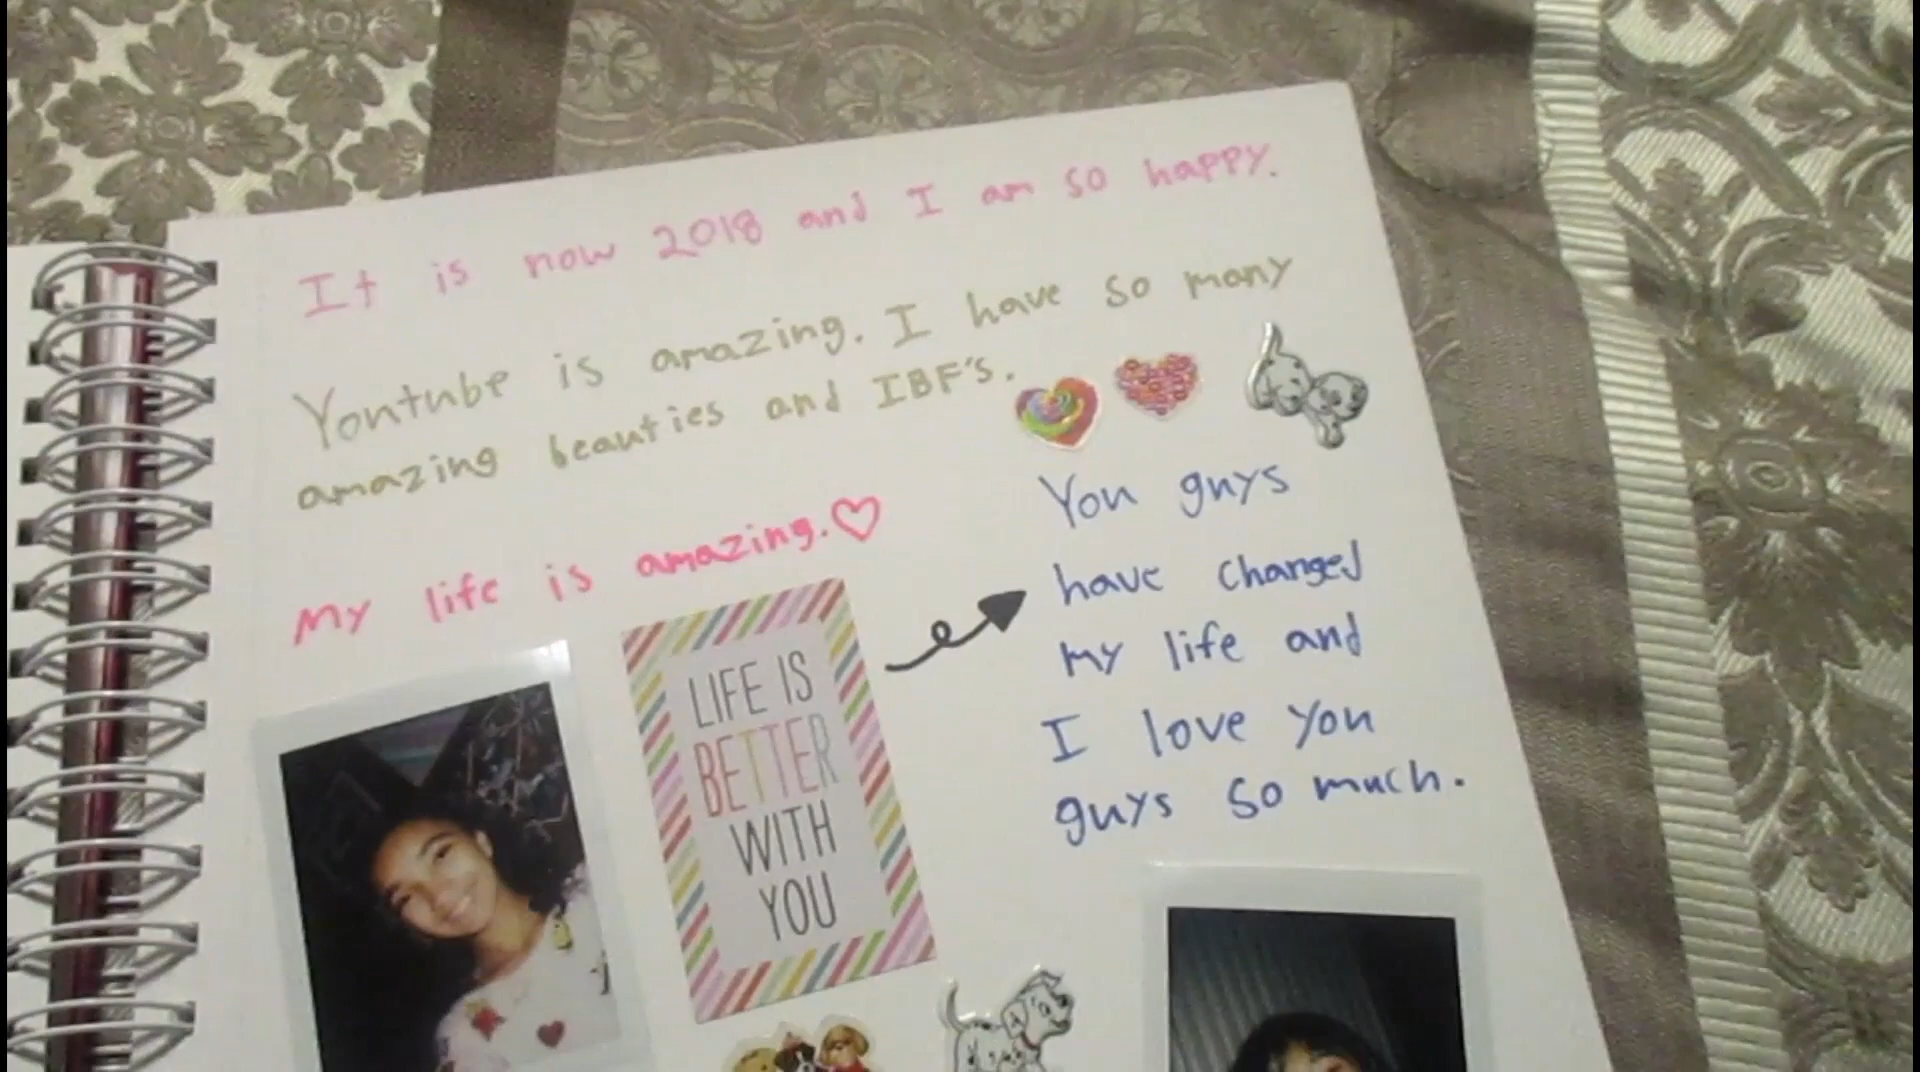 It is now 2018 and I am so happy.
Yontube is amazing. I have so many
amazing beauties and IBF's.
My life is amazing.♡
LIFE IS
BETTER
WITH
YOU
You guys
have changed
my life and
I love you
guys so much.